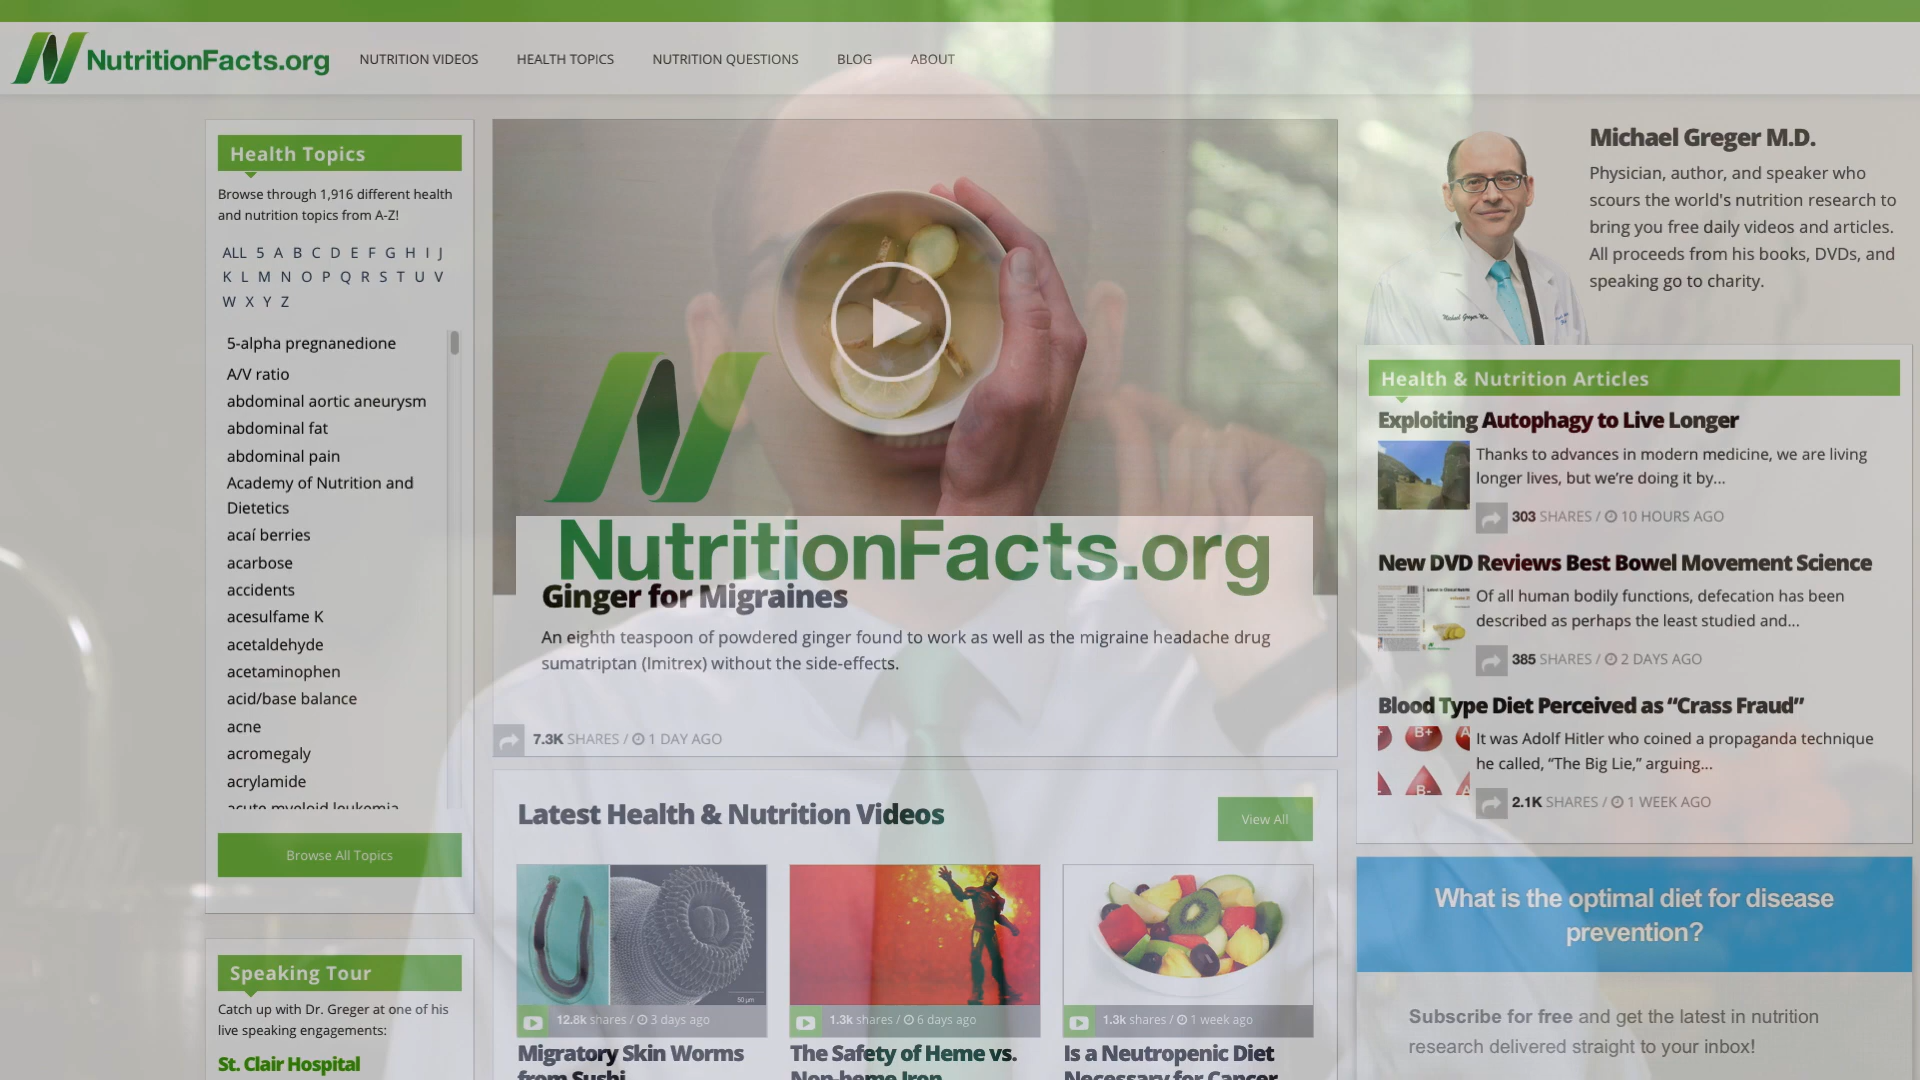 NutritionFacts.org
NUTRITION VIDEOS
HEALTH TOPICS
NUTRITION QUESTIONS
BLOG
ABOUT
Health Topics
Browse through 1,916 different health
and nutrition topics from A-Z!
ALL 5 A B C D E F G H I J
K L M N O P Q R S T U V
W X Y Z
5-alpha pregnanedione
A/V ratio
abdominal aortic aneurysm
abdominal fat
abdominal pain
Academy of Nutrition and
Dietetics
acaí berries
acarbose
accidents
acesulfame K
acetaldehyde
acetaminophen
acid/base balance
acne
acromegaly
acrylamide
acute myeloid leukemia
Browse All Topics
Speaking Tour
Catch up with Dr. Greger at one of his
live speaking engagements:
St. Clair Hospital
NutritionFacts.org
Ginger for Migraines
An eighth teaspoon of powdered ginger found to work as well as the migraine headache drug
sumatriptan (Imitrex) without the side-effects.
7.3K SHARES / 1 DAY AGO
Latest Health & Nutrition Videos
View All
50 µm
12.8k shares / 3 days ago
Migratory Skin Worms
from Sushi
1.3k shares / 6 days ago
The Safety of Heme vs.
Non-heme Iron
1.3k shares / 1 week ago
Is a Neutropenic Diet
Necessary for Cancer
Michael Greger M.D.
Physician, author, and speaker who
scours the world's nutrition research to
bring you free daily videos and articles.
All proceeds from his books, DVDs, and
speaking go to charity.
Health & Nutrition Articles
Exploiting Autophagy to Live Longer
Thanks to advances in modern medicine, we are living
longer lives, but we’re doing it by...
303 SHARES / 10 HOURS AGO
New DVD Reviews Best Bowel Movement Science
Of all human bodily functions, defecation has been
described as perhaps the least studied and...
385 SHARES / 2 DAYS AGO
Blood Type Diet Perceived as “Crass Fraud”
B+
B-
It was Adolf Hitler who coined a propaganda technique
he called, “The Big Lie,” arguing...
2.1K SHARES / 1 WEEK AGO
What is the optimal diet for disease
prevention?
Subscribe for free and get the latest in nutrition
research delivered straight to your inbox!